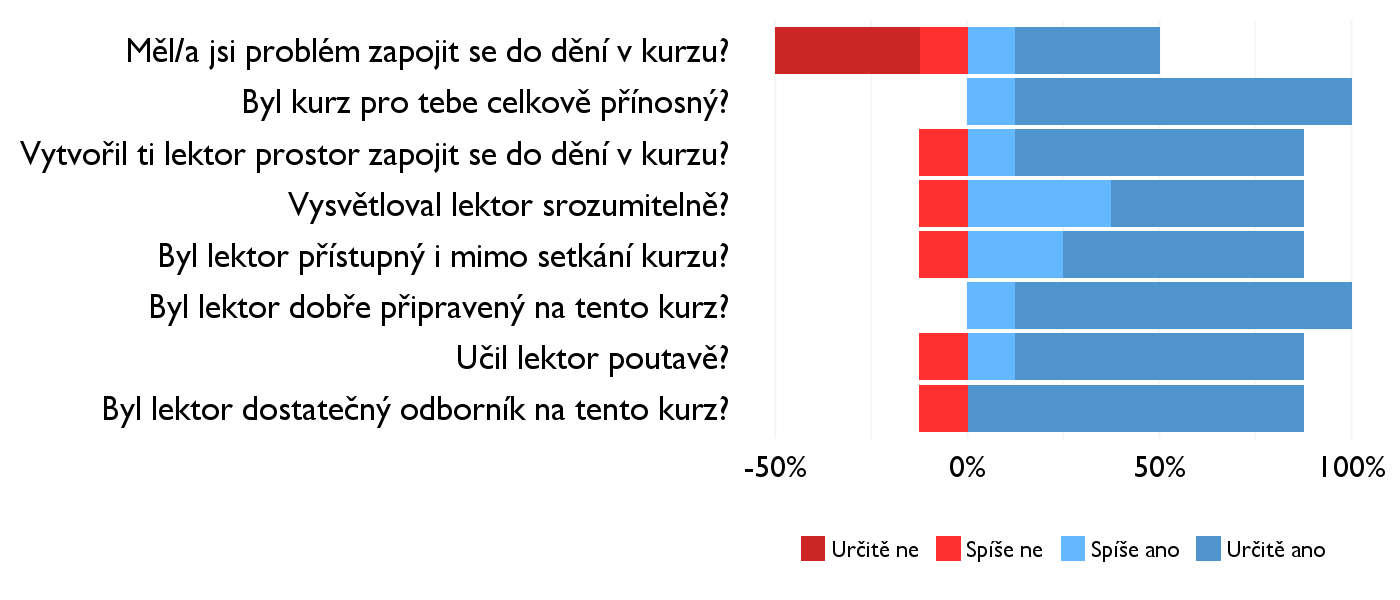 Měl/a jsi problém zapojit se do dění v kurzu?
Byl kurz pro tebe celkově přínosný?
Vytvořil ti lektor prostor zapojit se do dění v kurzu?
Vysvětloval lektor srozumitelně?
Byl lektor přístupný i mimo setkání kurzu?
Byl lektor dobře připravený na tento kurz?
Učil lektor poutavě?
Byl lektor dostatečný odborník na tento kurz?
-50% 0% 50% 100%
Určitě ne Spíše ne Spíše ano Určitě ano